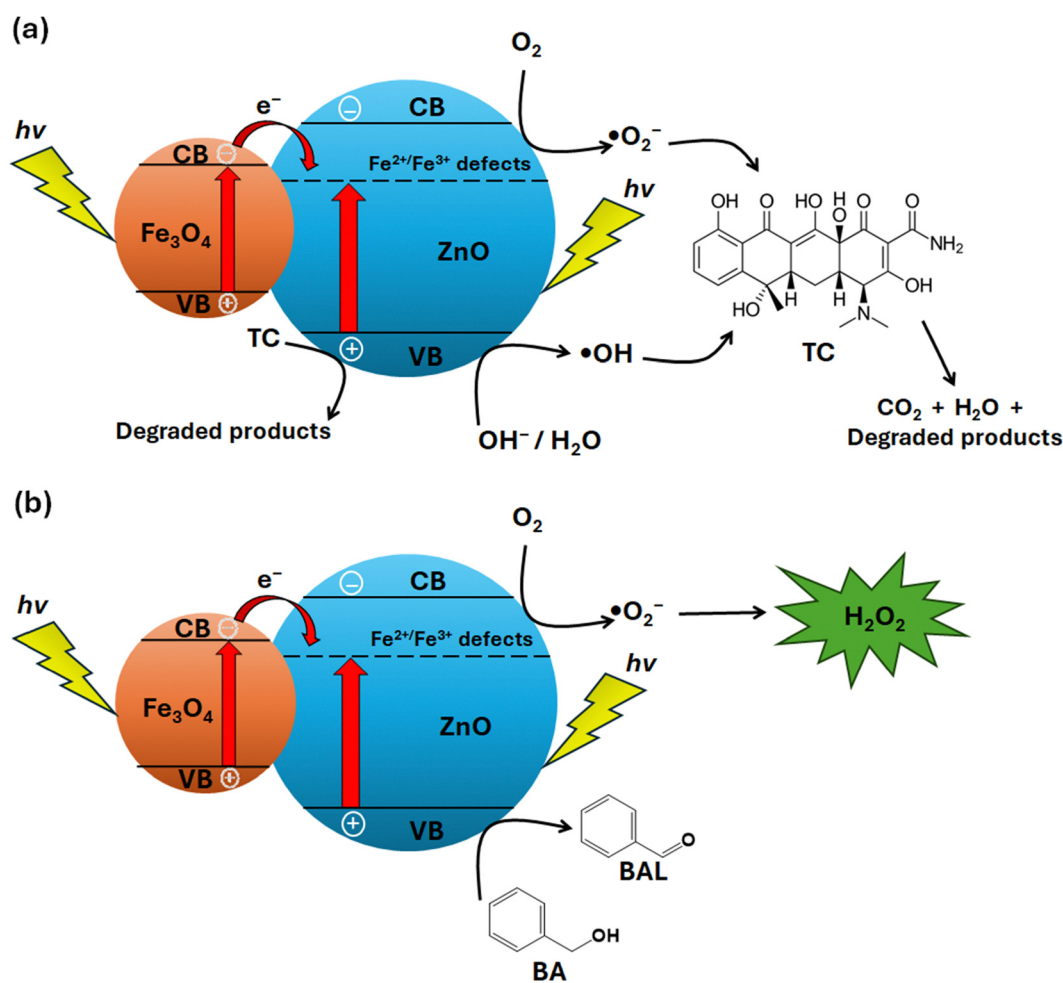 (a)
O₂
hv
e⁻
CB
CB
•O₂⁻
Fe²⁺/Fe³⁺ defects
hv
Fe₃O₄
ZnO
VB
TC
VB
•OH
OH⁻ / H₂O
Degraded products
OH
O
HO
OH
H
O
O
NH₂
OH
HO
H
H
N
TC
CO₂ + H₂O +
Degraded products
(b)
O₂
hv
e⁻
CB
CB
•O₂⁻
H₂O₂
Fe²⁺/Fe³⁺ defects
hv
Fe₃O₄
ZnO
VB
VB
O
BAL
OH
BA